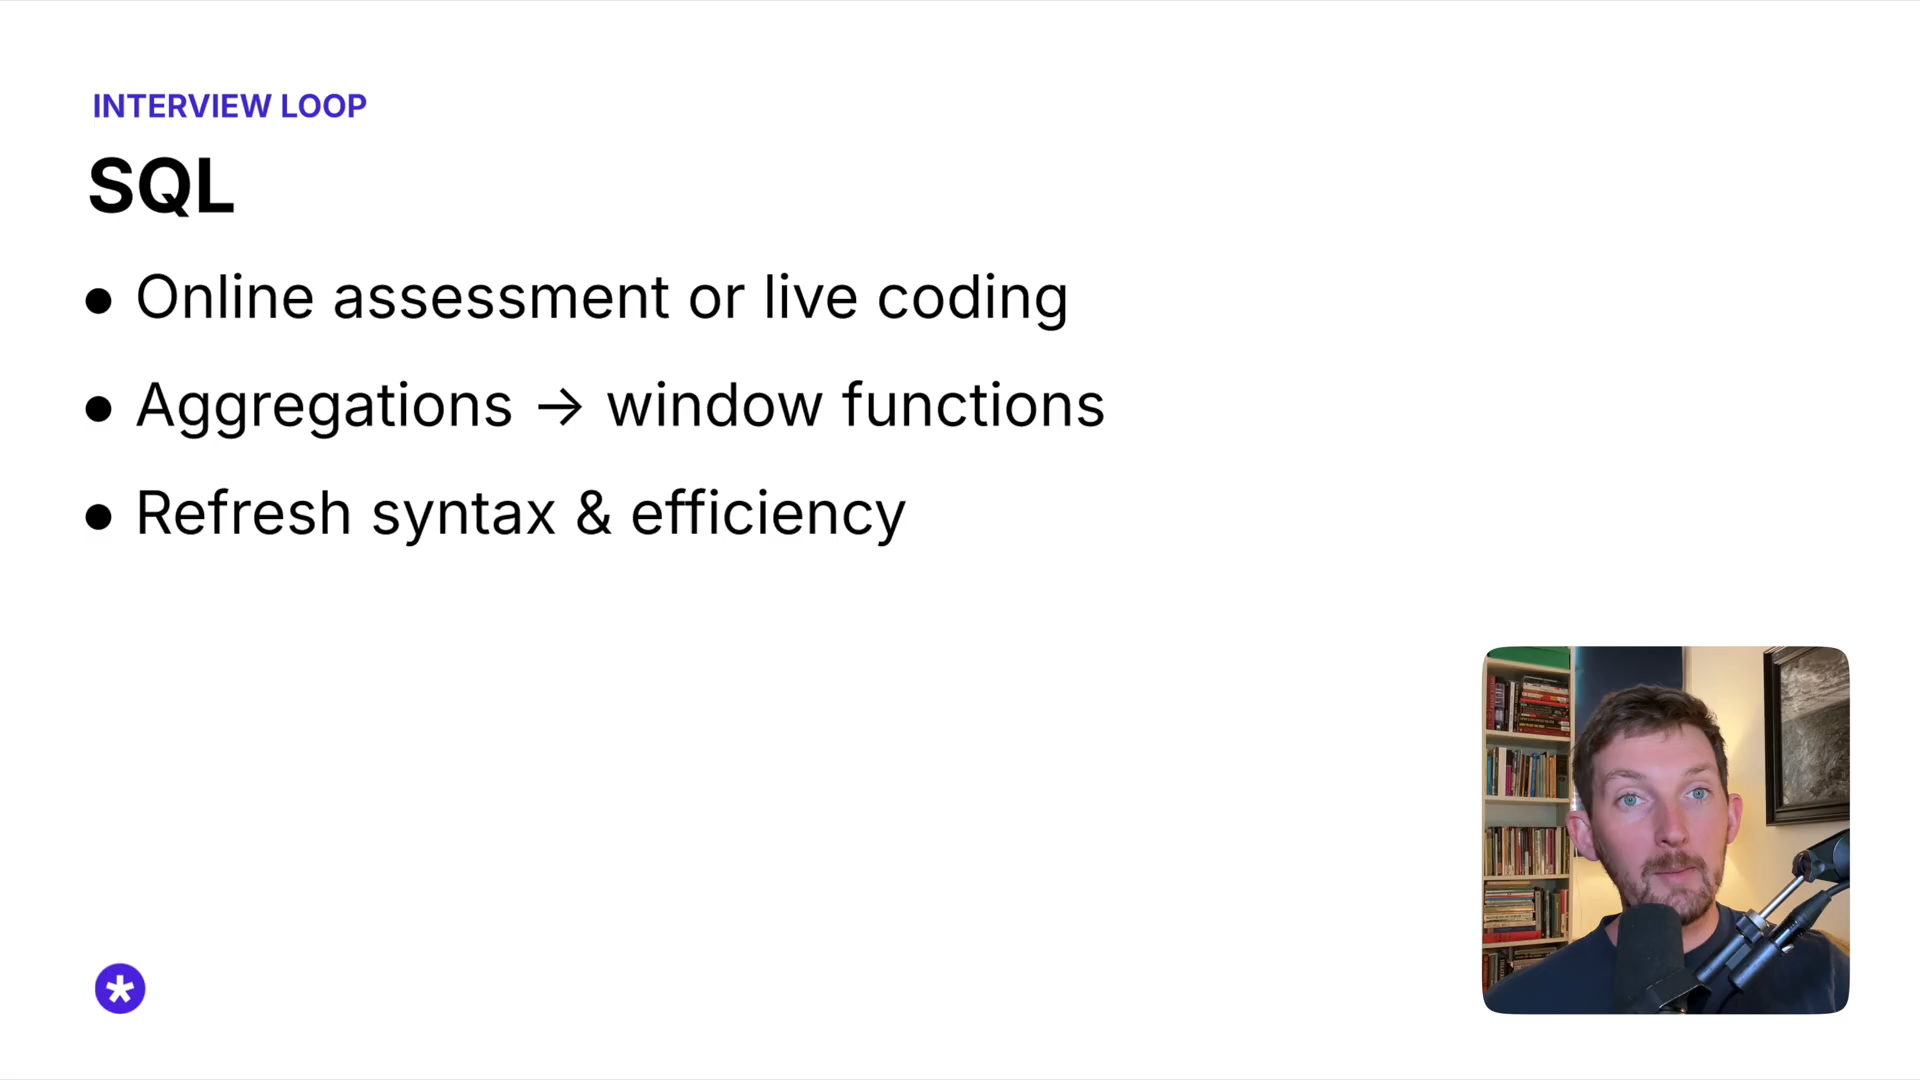 INTERVIEW LOOP
SQL
• Online assessment or live coding
• Aggregations → window functions
• Refresh syntax & efficiency